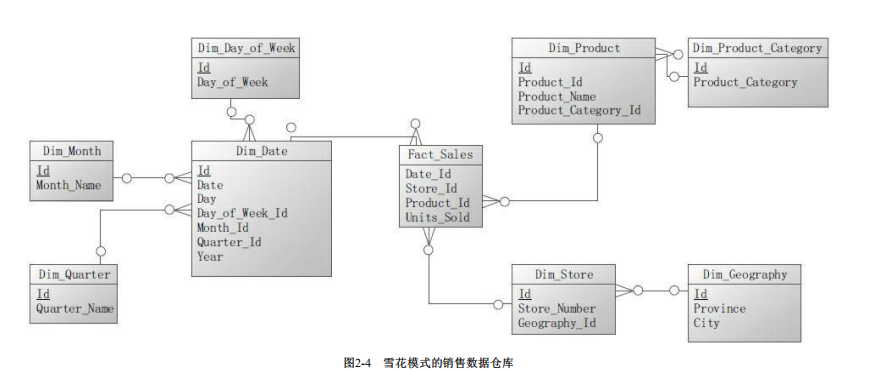 Dim_Day_of_Week
Id
Day_of_Week
Dim_Product
Id
Product_Id
Product_Name
Product_Category_Id
Dim_Product_Category
Id
Product_Category
Dim_Month
Id
Month_Name
Dim_Date
Id
Date
Day
Day_of_Week_Id
Month_Id
Quarter_Id
Year
Fact_Sales
Date_Id
Store_Id
Product_Id
Units_Sold
Dim_Quarter
Id
Quarter_Name
Dim_Store
Id
Store_Number
Geography_Id
Dim_Geography
Id
Province
City
图2-4 雪花模式的销售数据仓库